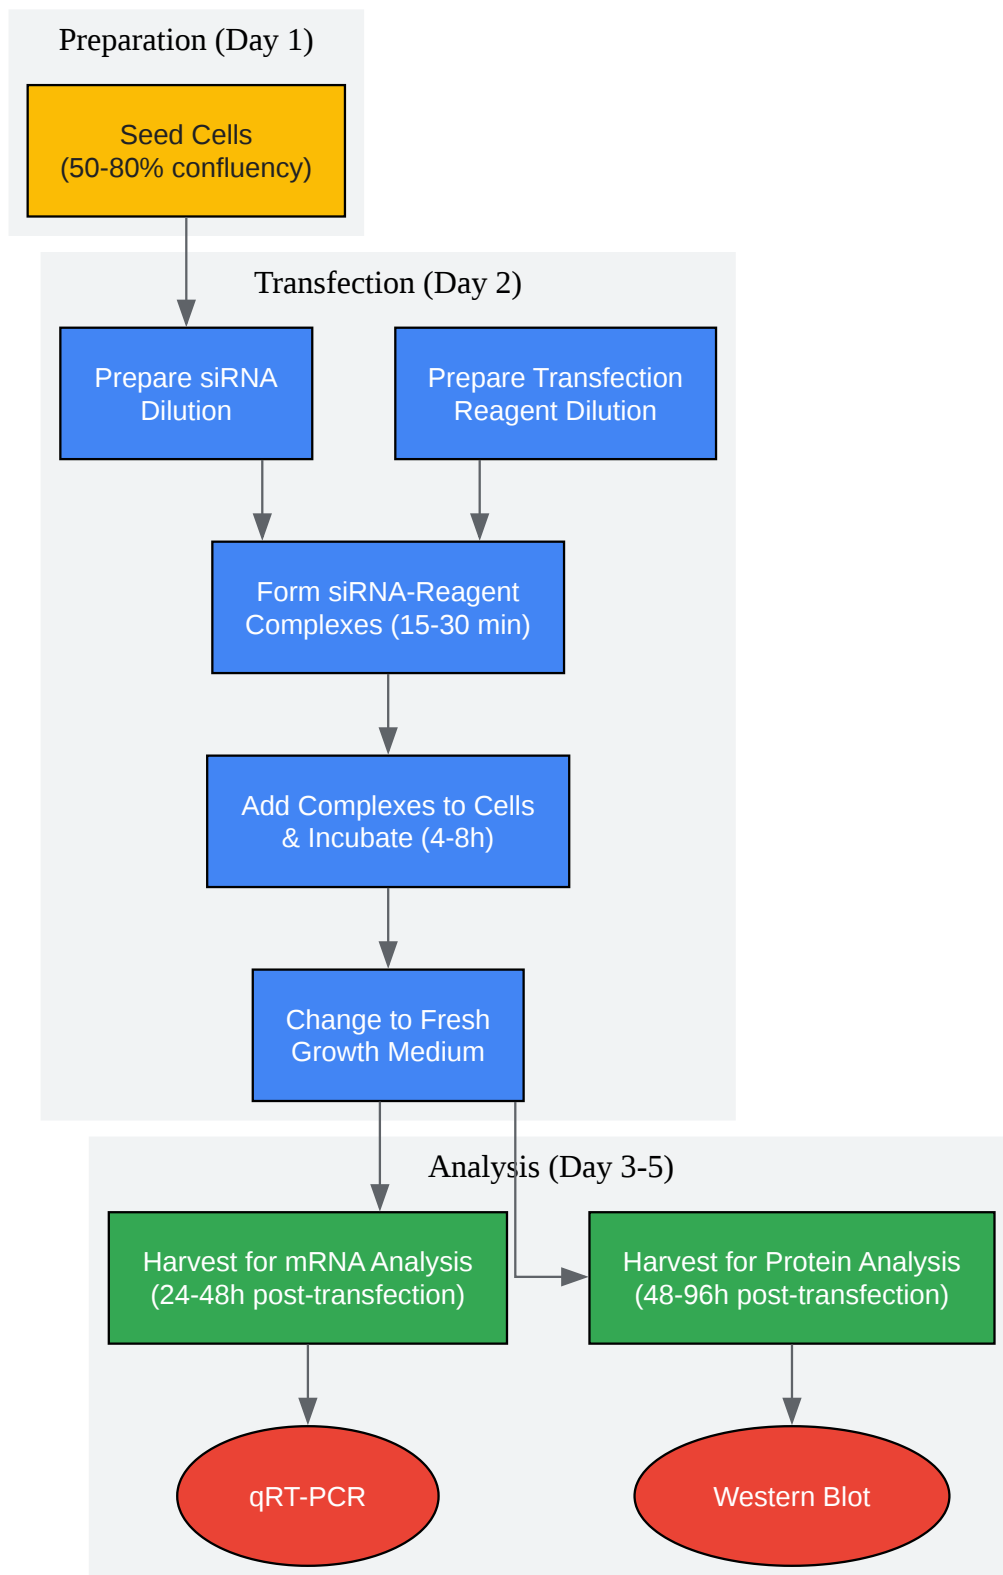 Preparation (Day 1)
Seed Cells
(50-80% confluency)
Transfection (Day 2)
Prepare siRNA
Dilution
Prepare Transfection
Reagent Dilution
Form siRNA-Reagent
Complexes (15-30 min)
Add Complexes to Cells
& Incubate (4-8h)
Change to Fresh
Growth Medium
Analysis (Day 3-5)
Harvest for mRNA Analysis
(24-48h post-transfection)
Harvest for Protein Analysis
(48-96h post-transfection)
qRT-PCR
Western Blot